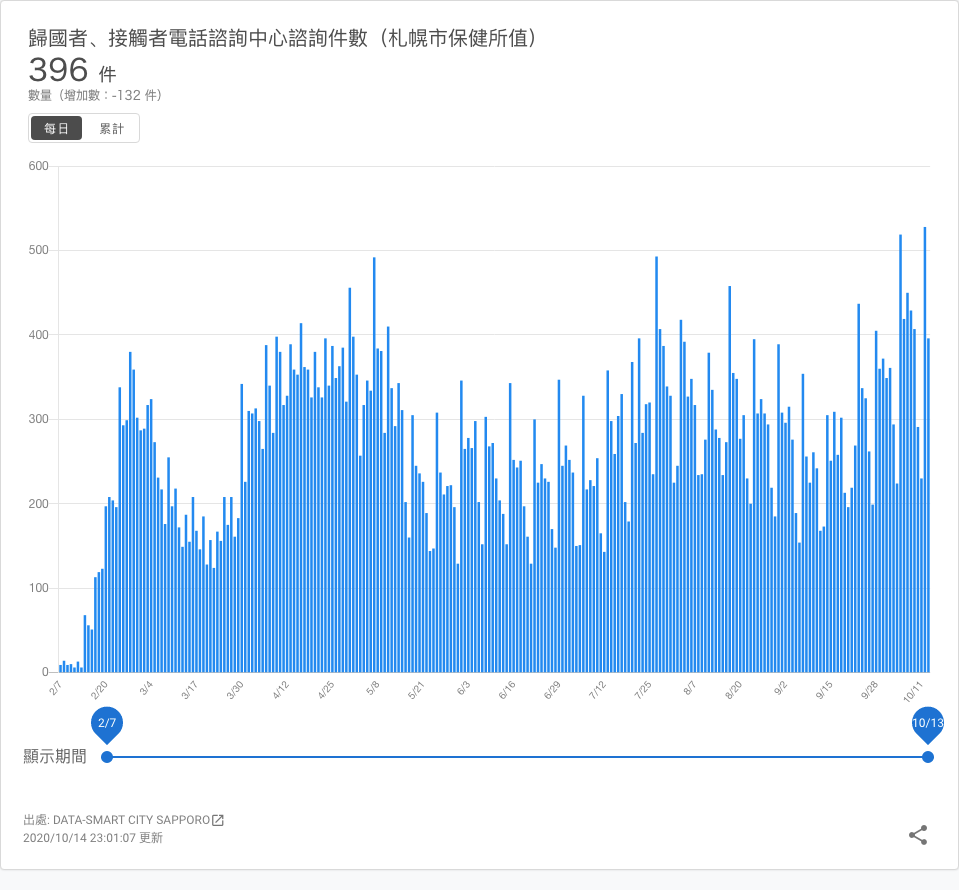 歸國者、接觸者電話諮詢中心諮詢件數（札幌市保健所值）
396 件
數量（增加數：-132 件）
每日 累計
600
500
400
300
200
100
0
2/7 2/20 3/4 3/17 3/30 4/12 4/25 5/8 5/21 6/3 6/16 6/29 7/12 7/25 8/7 8/20 9/2 9/15 9/28 10/11
2/7 10/13
顯示期間
出處: DATA-SMART CITY SAPPORO
2020/10/14 23:01:07 更新